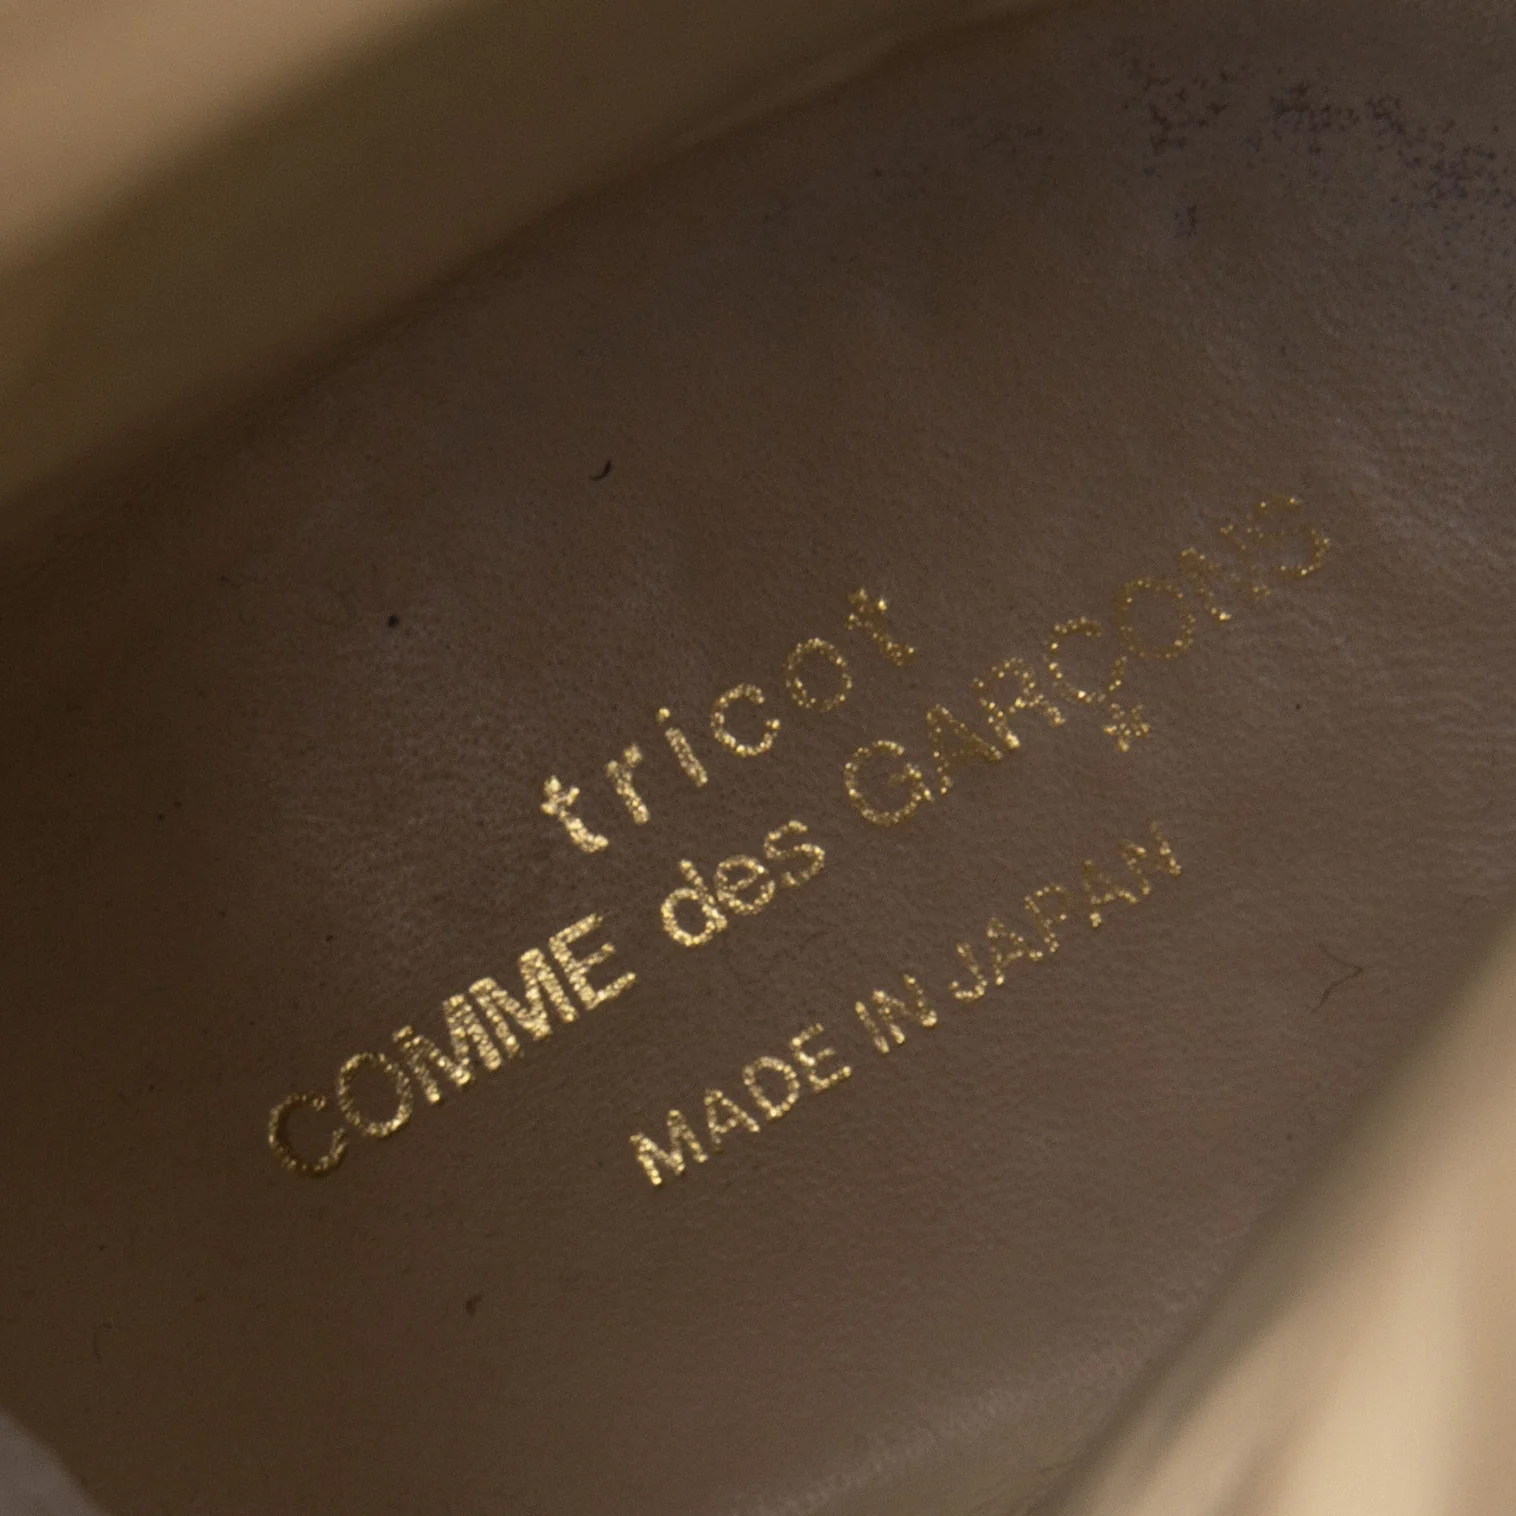 tricot
COMME des GARÇONS
MADE IN JAPAN